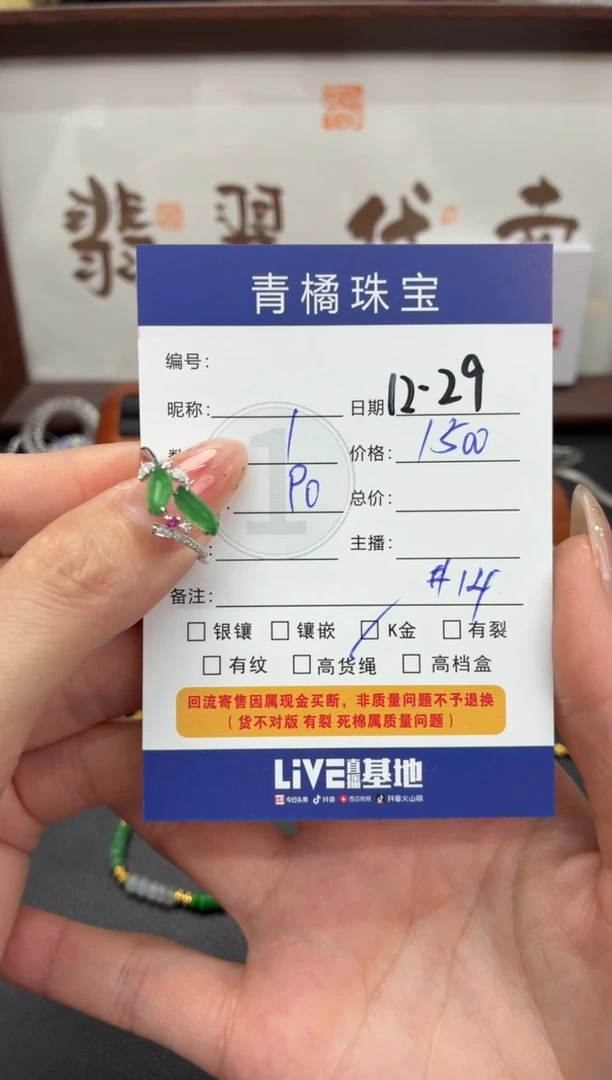 翡翠优南
青橘珠宝
编号：
昵称：
日期 12-29
1
价格： 1500
P0
总价：
主播：
备注： #14
银镶 镶嵌 K金 有裂
有纹 高货绳 高档盒
回流寄售因属现金买断，非质量问题不予退换
（货不对版 有裂 死棉属质量问题）
LiVE直播基地
今日头条 抖音 西瓜视频 抖音火山版